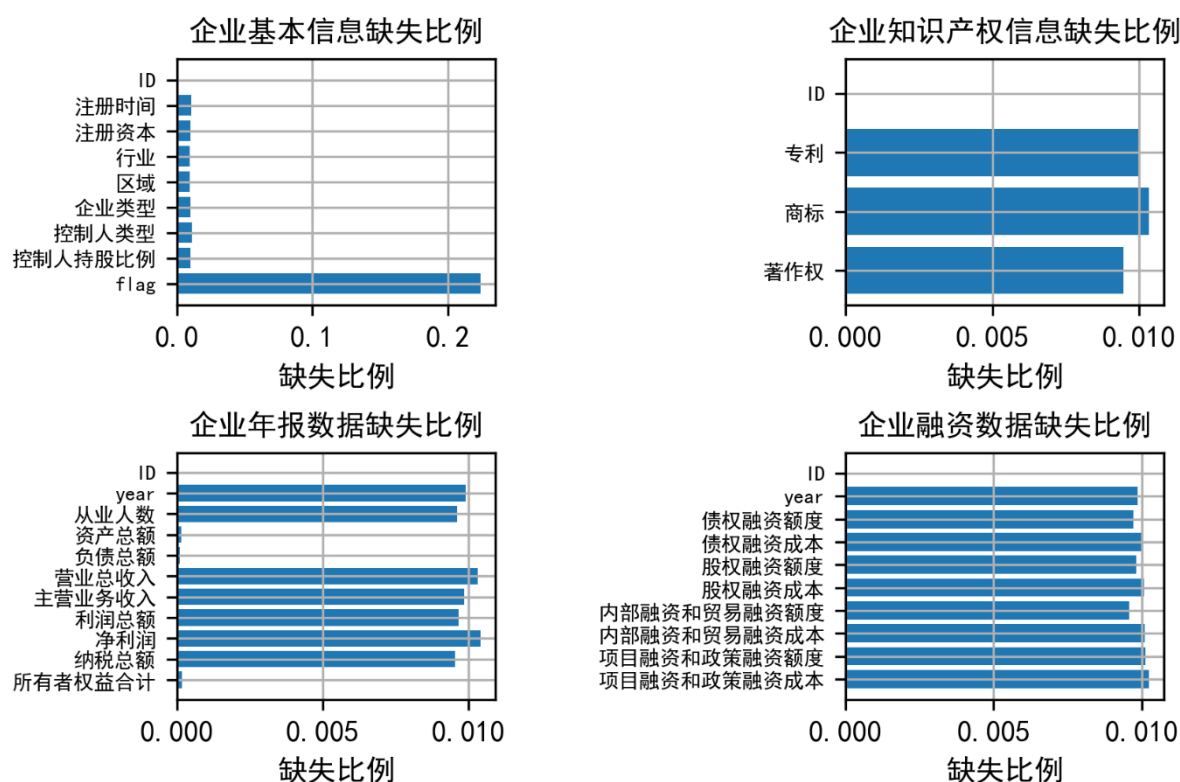 企业基本信息缺失比例
ID
注册时间
注册资本
行业
区域
企业类型
控制人类型
控制人持股比例
flag
0.0 0.1 0.2
缺失比例
企业知识产权信息缺失比例
ID
专利
商标
著作权
0.000 0.005 0.010
缺失比例
企业年报数据缺失比例
ID
year
从业人数
资产总额
负债总额
营业总收入
主营业务收入
利润总额
净利润
纳税总额
所有者权益合计
0.000 0.005 0.010
缺失比例
企业融资数据缺失比例
ID
year
债权融资额度
债权融资成本
股权融资额度
股权融资成本
内部融资和贸易融资额度
内部融资和贸易融资成本
项目融资和政策融资额度
项目融资和政策融资成本
0.000 0.005 0.010
缺失比例